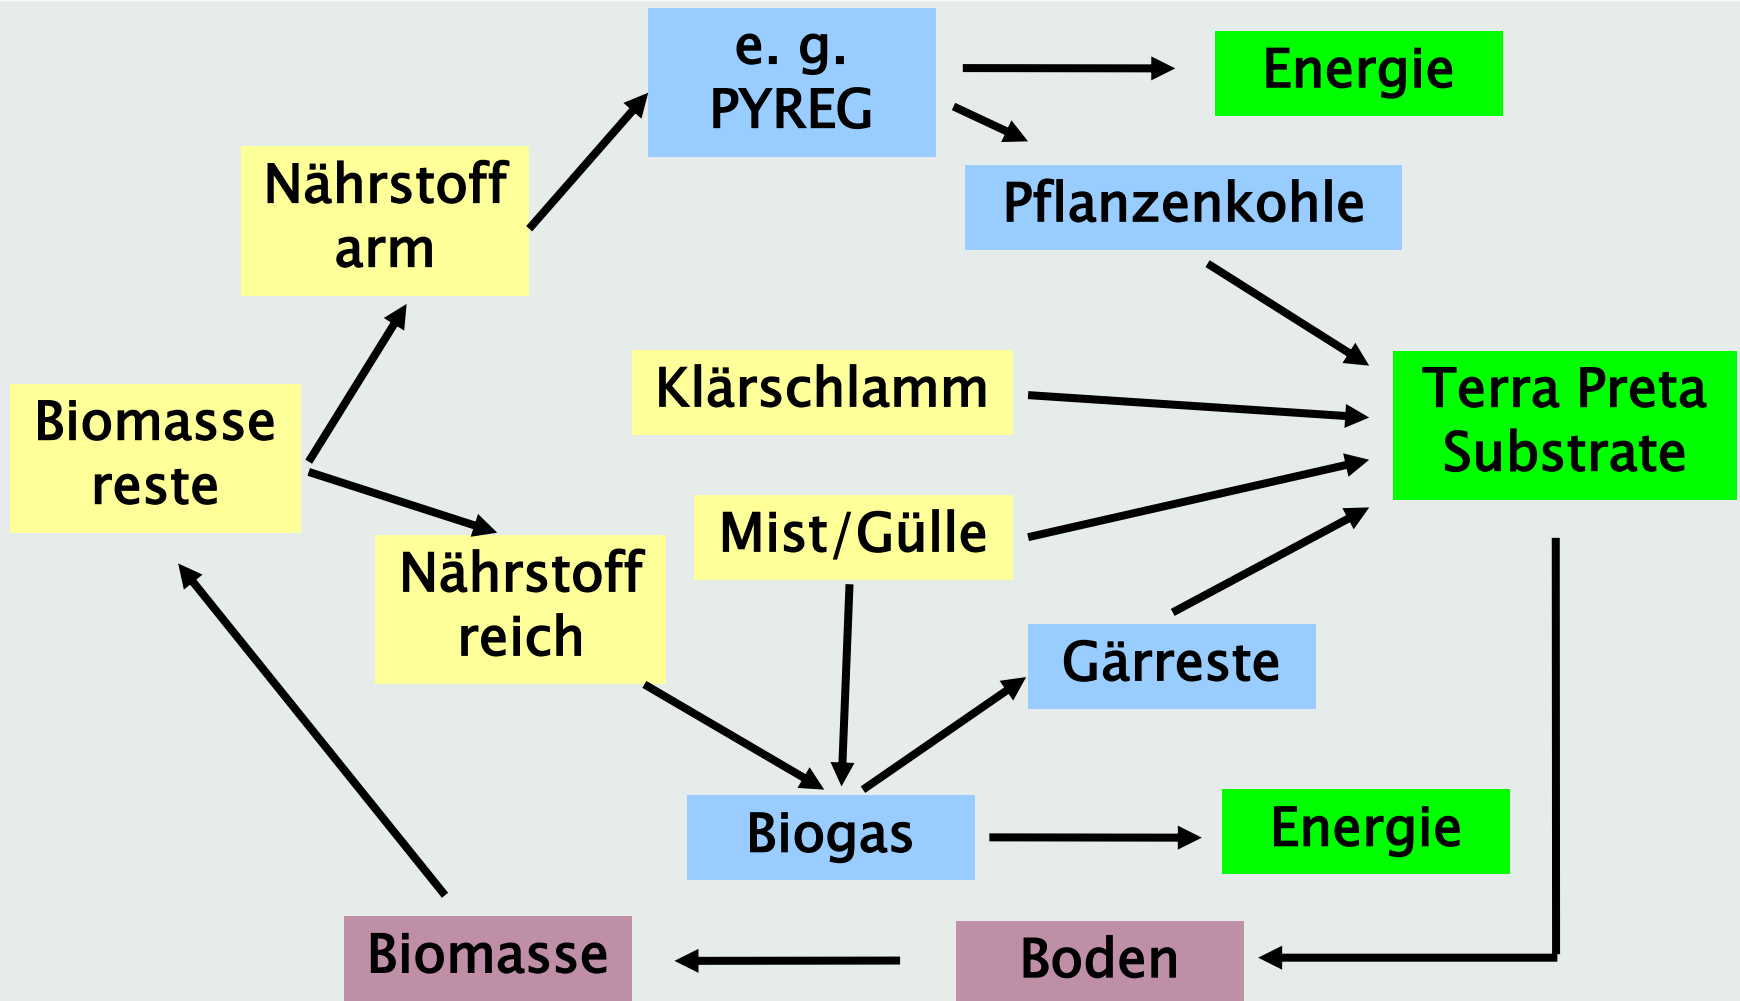 e. g.
PYREG
Energie
Nährstoff
arm
Pflanzenkohle
Klärschlamm
Terra Preta
Substrate
Biomasse
reste
Mist/Gülle
Nährstoff
reich
Gärreste
Biogas
Energie
Biomasse
Boden